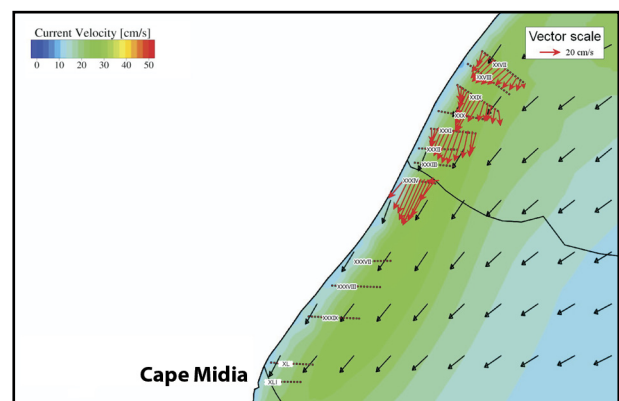 Current Velocity [cm/s]
0 10 20 30 40 50
Vector scale
20 cm/s
XXVII
XXVIII
XXIX
XXX
XXXI
XXXII
XXXIII
XXXIV
XXXVII
XXXVIII
XXXIX
XL
XLI
Cape Midia